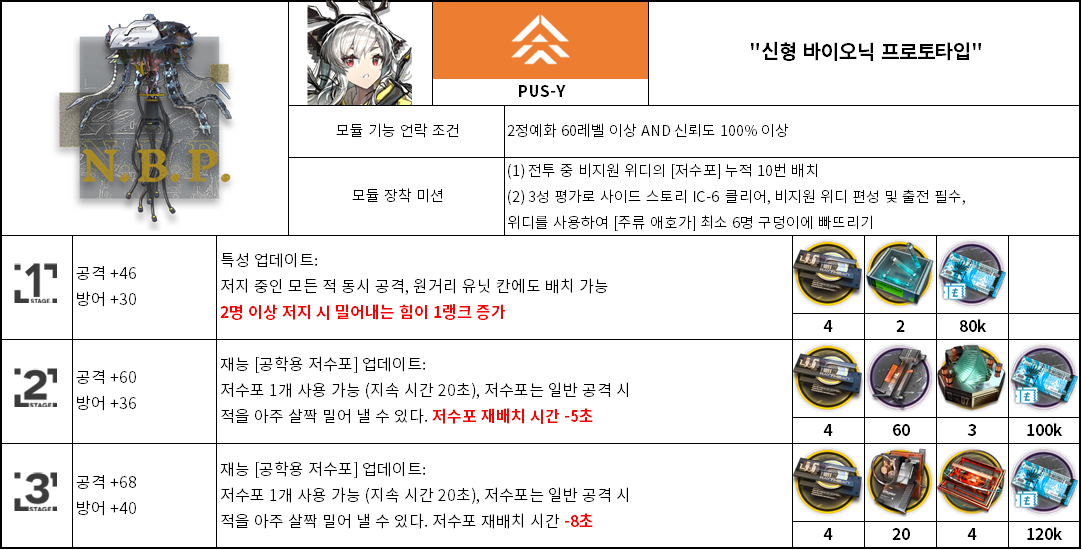 N.B.P.
PUS-Y
"신형 바이오닉 프로토타입"
모듈 기능 언락 조건
2정예화 60레벨 이상 AND 신뢰도 100% 이상
모듈 장착 미션
(1) 전투 중 비지원 위디의 [저수포] 누적 10번 배치
(2) 3성 평가로 사이드 스토리 IC-6 클리어, 비지원 위디 편성 및 출전 필수,
위디를 사용하여 [주류 애호가] 최소 6명 구덩이에 빠뜨리기
1
STAGE
공격 +46
방어 +30
특성 업데이트:
저지 중인 모든 적 동시 공격, 원거리 유닛 칸에도 배치 가능
2명 이상 저지 시 밀어내는 힘이 1랭크 증가
4
2
80k
2
STAGE
공격 +60
방어 +36
재능 [공학용 저수포] 업데이트:
저수포 1개 사용 가능 (지속 시간 20초), 저수포는 일반 공격 시
적을 아주 살짝 밀어 낼 수 있다. 저수포 재배치 시간 -5초
4
60
3
100k
3
STAGE
공격 +68
방어 +40
재능 [공학용 저수포] 업데이트:
저수포 1개 사용 가능 (지속 시간 20초), 저수포는 일반 공격 시
적을 아주 살짝 밀어 낼 수 있다. 저수포 재배치 시간 -8초
4
20
4
120k